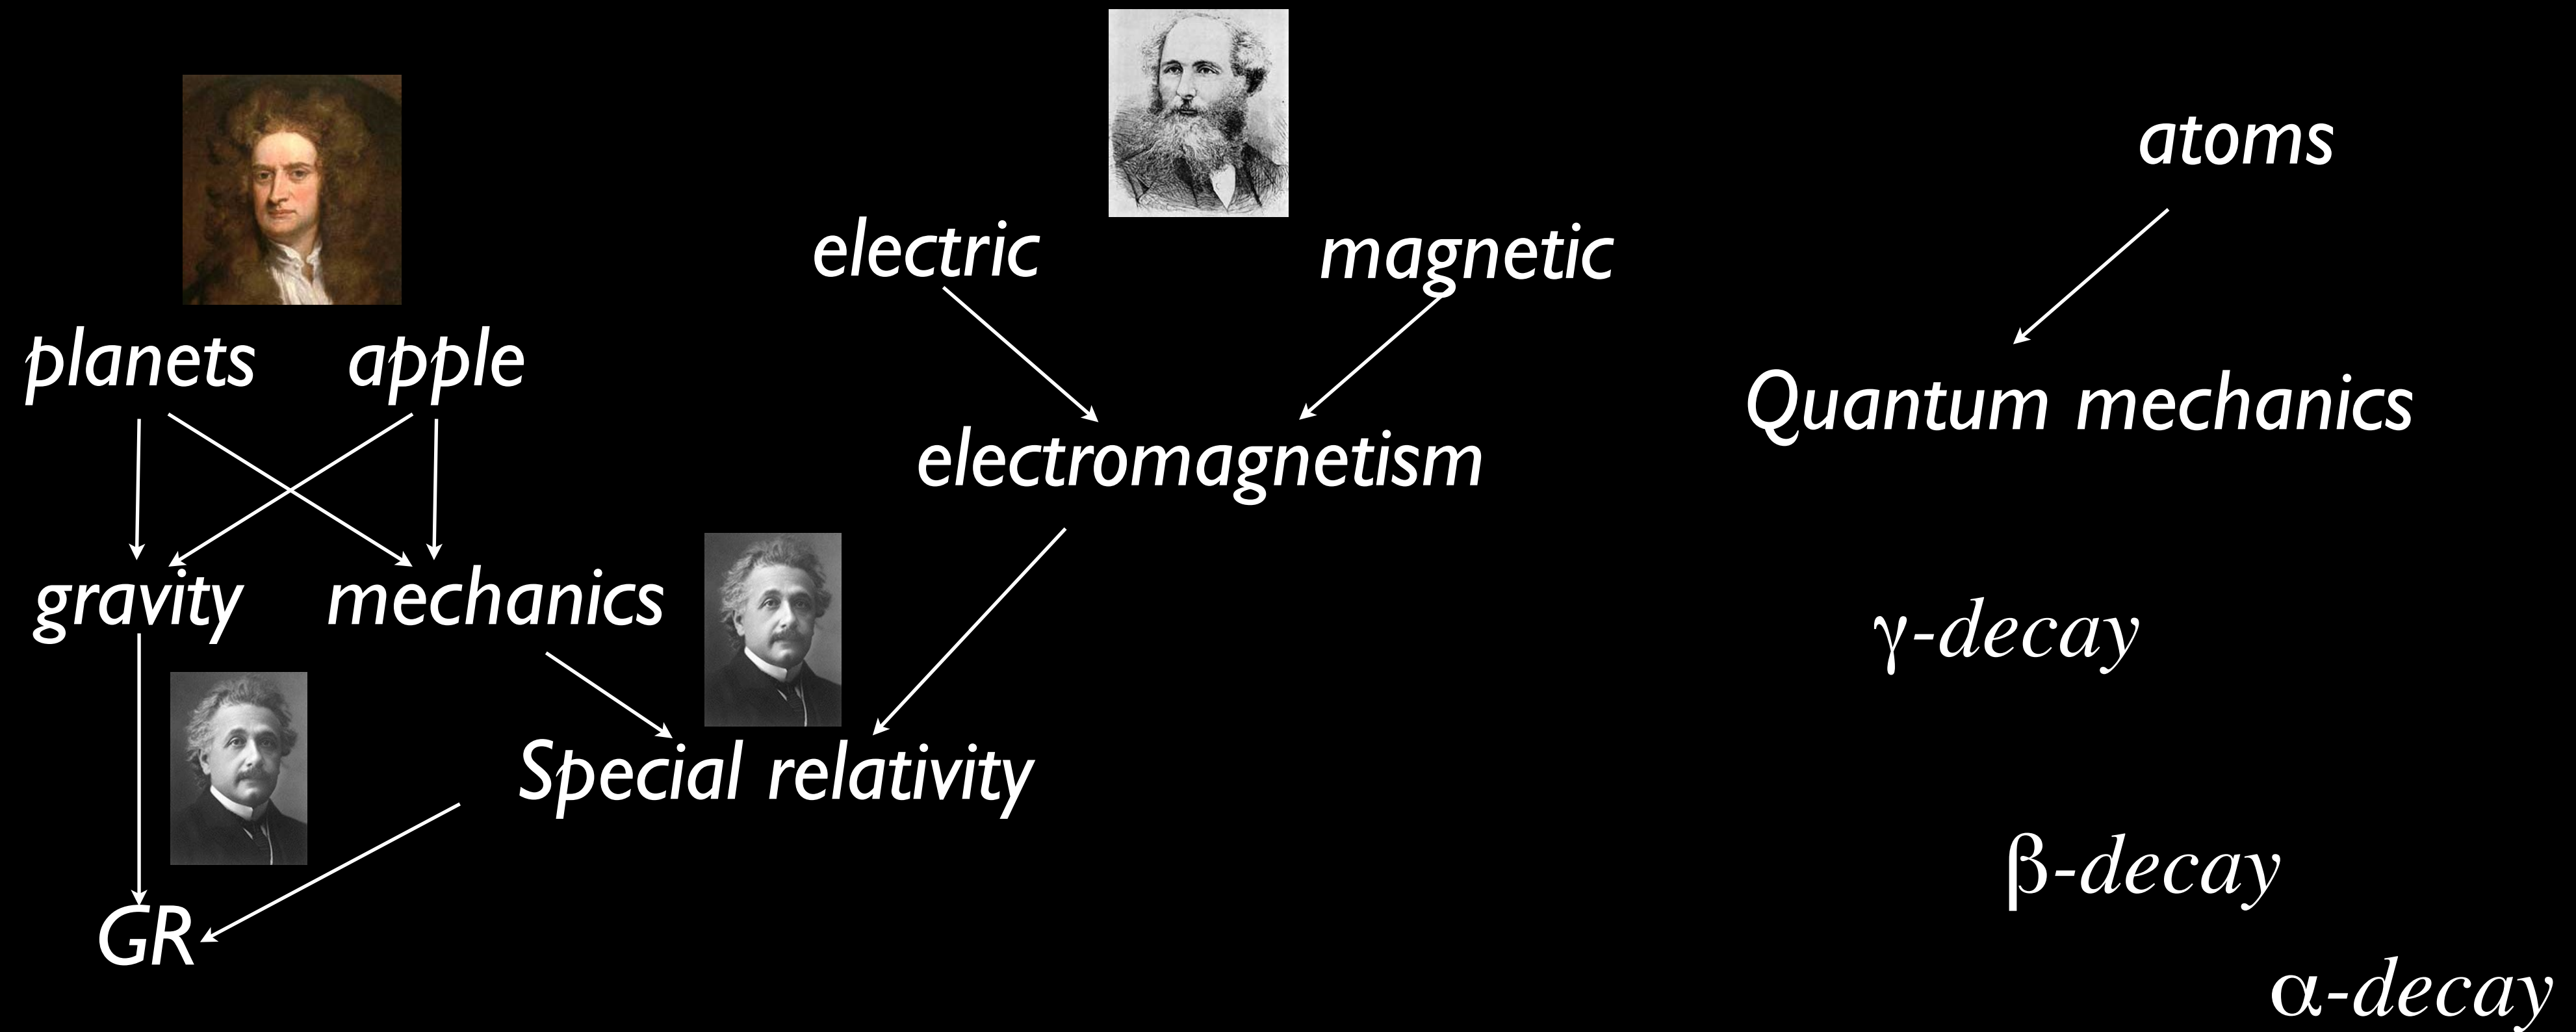 atoms
electric
magnetic
planets
apple
Quantum mechanics
electromagnetism
gravity
mechanics
γ-decay
Special relativity
β-decay
GR
α-decay